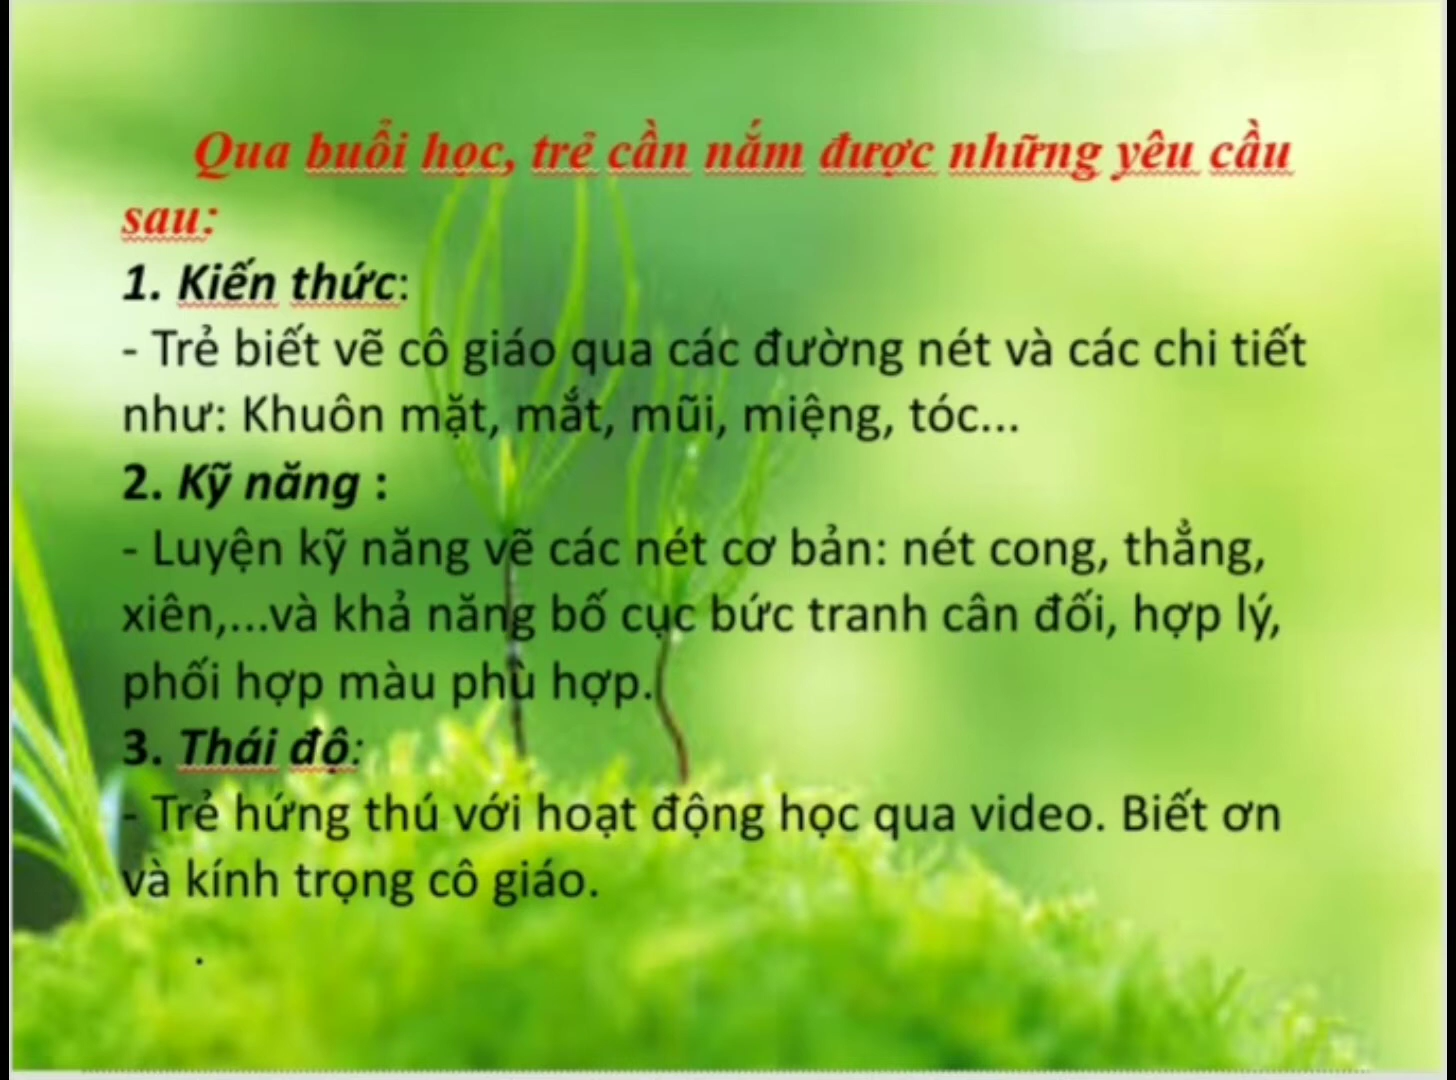 Qua buổi học, trẻ cần nắm được những yêu cầu
sau:
1. Kiến thức:
- Trẻ biết vẽ cô giáo qua các đường nét và các chi tiết
như: Khuôn mặt, mắt, mũi, miệng, tóc...
2. Kỹ năng :
- Luyện kỹ năng vẽ các nét cơ bản: nét cong, thẳng,
xiên,...và khả năng bố cục bức tranh cân đối, hợp lý,
phối hợp màu phù hợp.
3. Thái độ:
- Trẻ hứng thú với hoạt động học qua video. Biết ơn
và kính trọng cô giáo.
.